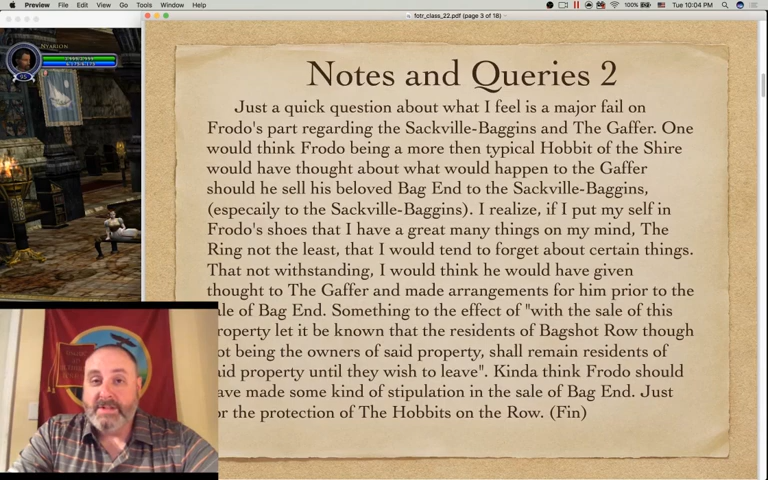 Preview File Edit View Go Tools Window Help
100% Tue 10:04 PM
fotr_class_22.pdf (page 3 of 18)
NYARION
55
Notes and Queries 2
Just a quick question about what I feel is a major fail on
Frodo's part regarding the Sackville-Baggins and The Gaffer. One
would think Frodo being a more then typical Hobbit of the Shire
would have thought about what would happen to the Gaffer
should he sell his beloved Bag End to the Sackville-Baggins,
(especaily to the Sackville-Baggins). I realize, if I put my self in
Frodo's shoes that I have a great many things on my mind, The
Ring not the least, that I would tend to forget about certain things.
That not withstanding, I would think he would have given
thought to The Gaffer and made arrangements for him prior to the
ale of Bag End. Something to the effect of "with the sale of this
roperty let it be known that the residents of Bagshot Row though
ot being the owners of said property, shall remain residents of
aid property until they wish to leave". Kinda think Frodo should
ave made some kind of stipulation in the sale of Bag End. Just
or the protection of The Hobbits on the Row. (Fin)